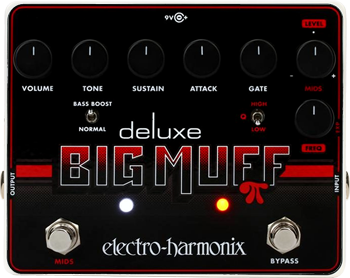 9V +
LEVEL
- +
VOLUME TONE SUSTAIN ATTACK GATE MIDS
BASS BOOST HIGH
Q
NORMAL LOW
deluxe
FREQ
BIG MUFF π
OUTPUT
INPUT
MIDS electro-harmonix BYPASS